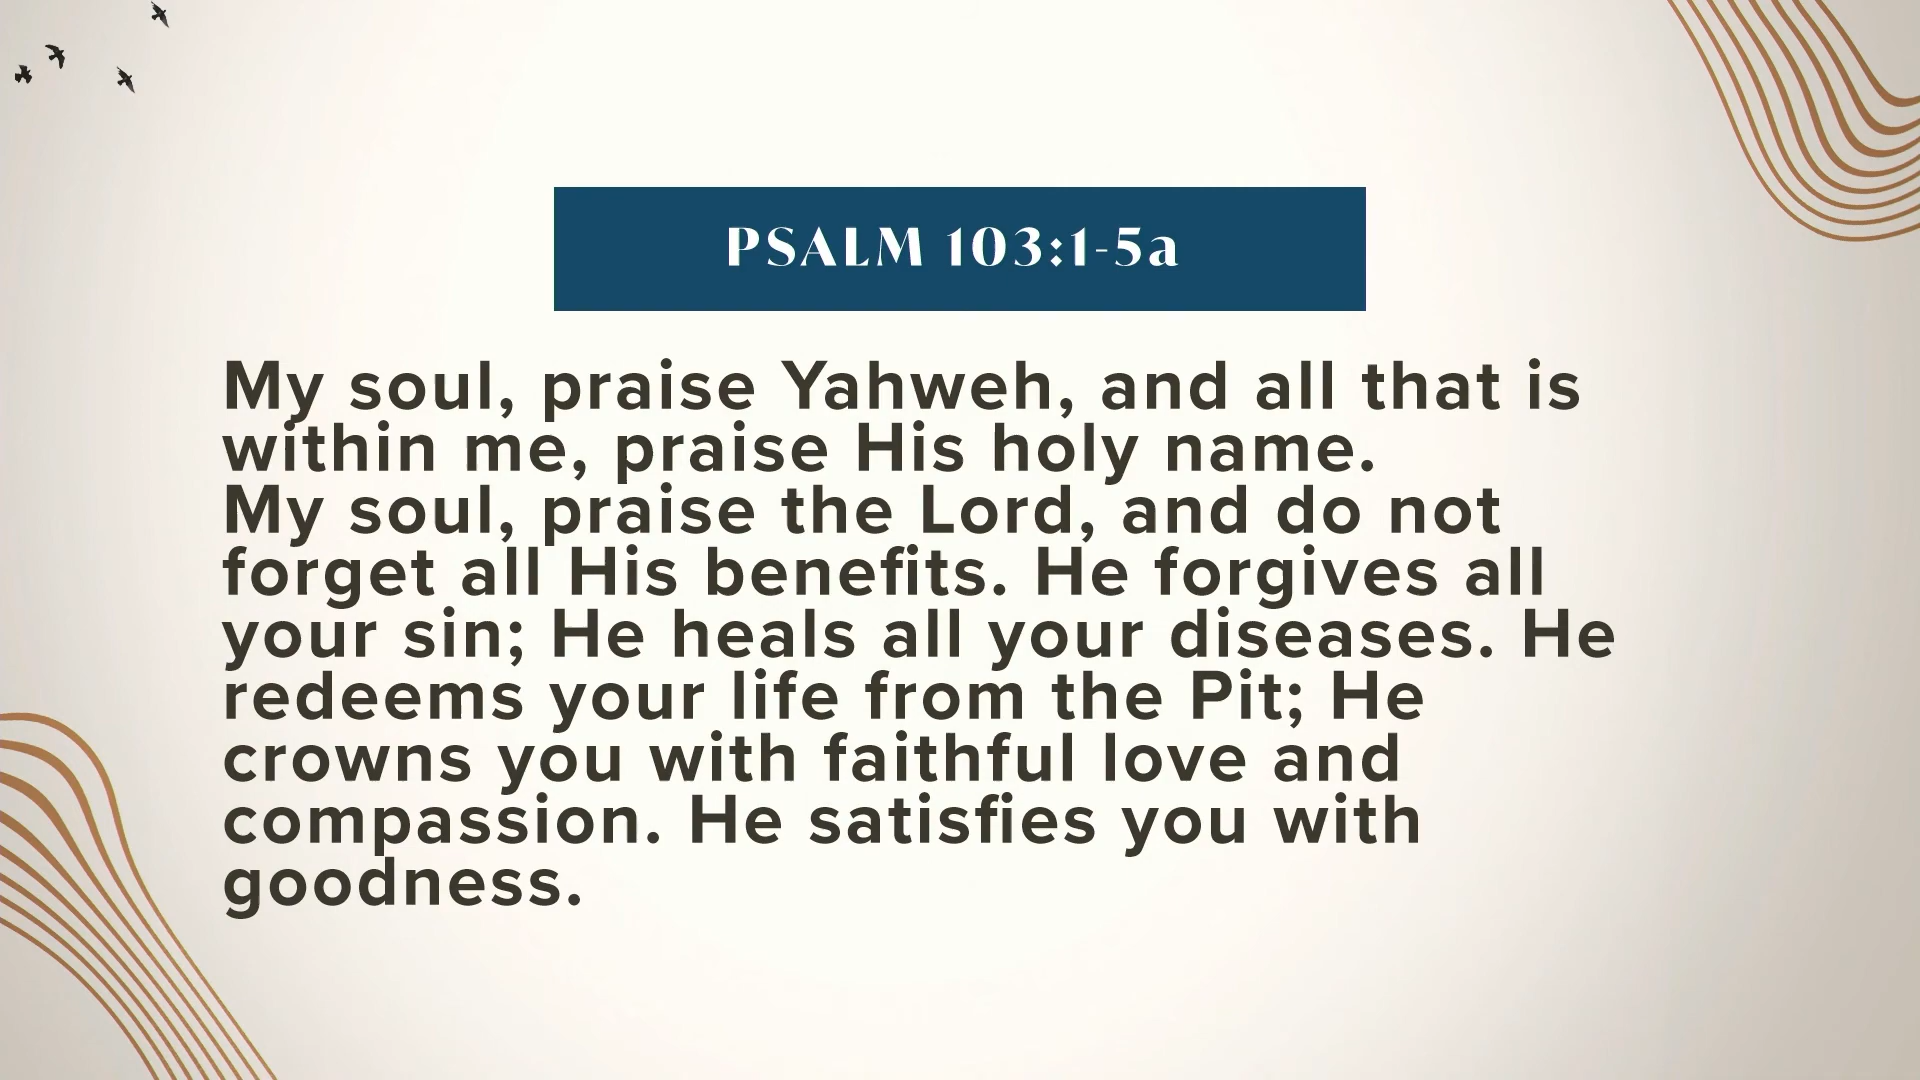 PSALM 103:1-5a
My soul, praise Yahweh, and all that is
within me, praise His holy name.
My soul, praise the Lord, and do not
forget all His benefits. He forgives all
your sin; He heals all your diseases. He
redeems your life from the Pit; He
crowns you with faithful love and
compassion. He satisfies you with
goodness.